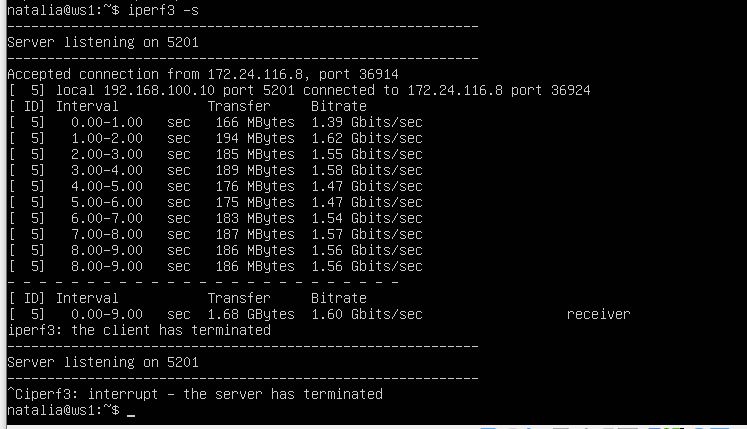 natalia@ws1:~$ iperf3 -s
-----------------------------------------------------------
Server listening on 5201
-----------------------------------------------------------
Accepted connection from 172.24.116.8, port 36914
[  5] local 192.168.100.10 port 5201 connected to 172.24.116.8 port 36924
[ ID] Interval           Transfer     Bitrate
[  5]   0.00-1.00   sec   166 MBytes  1.39 Gbits/sec
[  5]   1.00-2.00   sec   194 MBytes  1.62 Gbits/sec
[  5]   2.00-3.00   sec   185 MBytes  1.55 Gbits/sec
[  5]   3.00-4.00   sec   189 MBytes  1.58 Gbits/sec
[  5]   4.00-5.00   sec   176 MBytes  1.47 Gbits/sec
[  5]   5.00-6.00   sec   175 MBytes  1.47 Gbits/sec
[  5]   6.00-7.00   sec   183 MBytes  1.54 Gbits/sec
[  5]   7.00-8.00   sec   187 MBytes  1.57 Gbits/sec
[  5]   8.00-9.00   sec   186 MBytes  1.56 Gbits/sec
[  5]   8.00-9.00   sec   186 MBytes  1.56 Gbits/sec
- - - - - - - - - - - - - - - - - - - - - - - - -
[ ID] Interval           Transfer     Bitrate
[  5]   0.00-9.00   sec  1.68 GBytes  1.60 Gbits/sec                  receiver
iperf3: the client has terminated
-----------------------------------------------------------
Server listening on 5201
-----------------------------------------------------------
^Ciperf3: interrupt - the server has terminated
natalia@ws1:~$ _